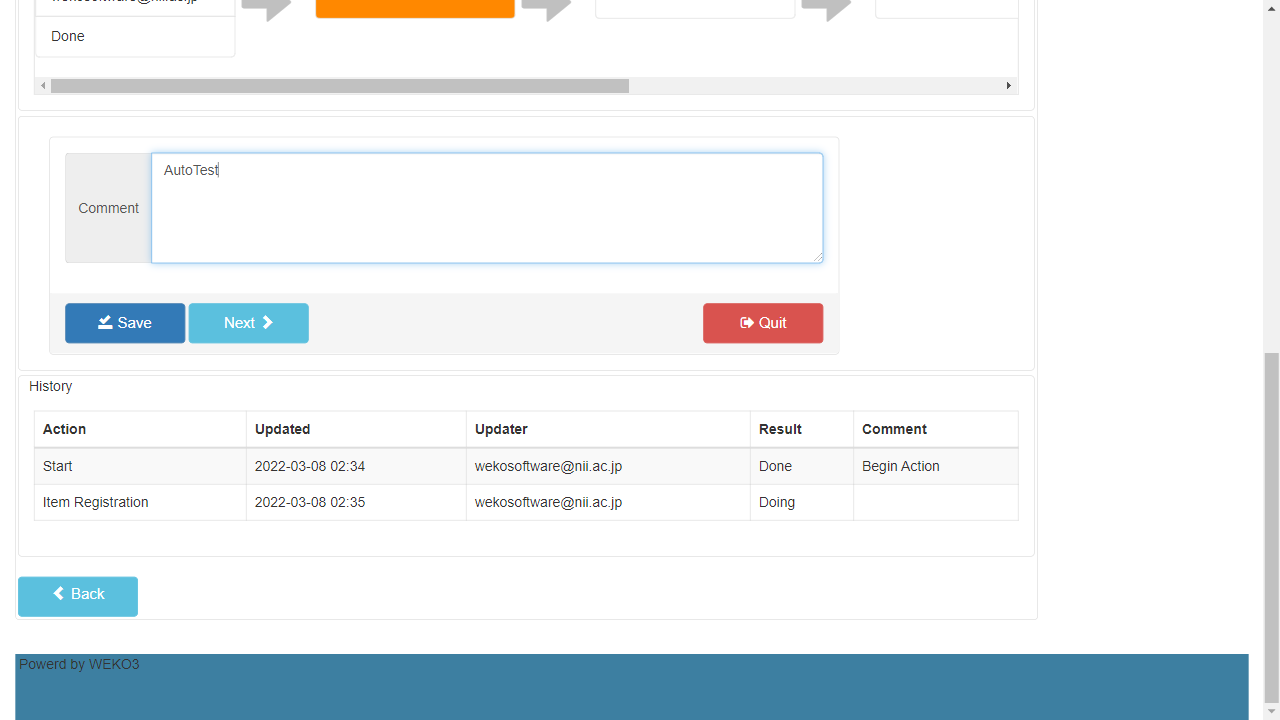 Done
AutoTest
Comment
Save
Next
Quit
History
Action Updated Updater Result Comment
Start 2022-03-08 02:34 wekosoftware@nii.ac.jp Done Begin Action
Item Registration 2022-03-08 02:35 wekosoftware@nii.ac.jp Doing
Back
Powerd by WEKO3